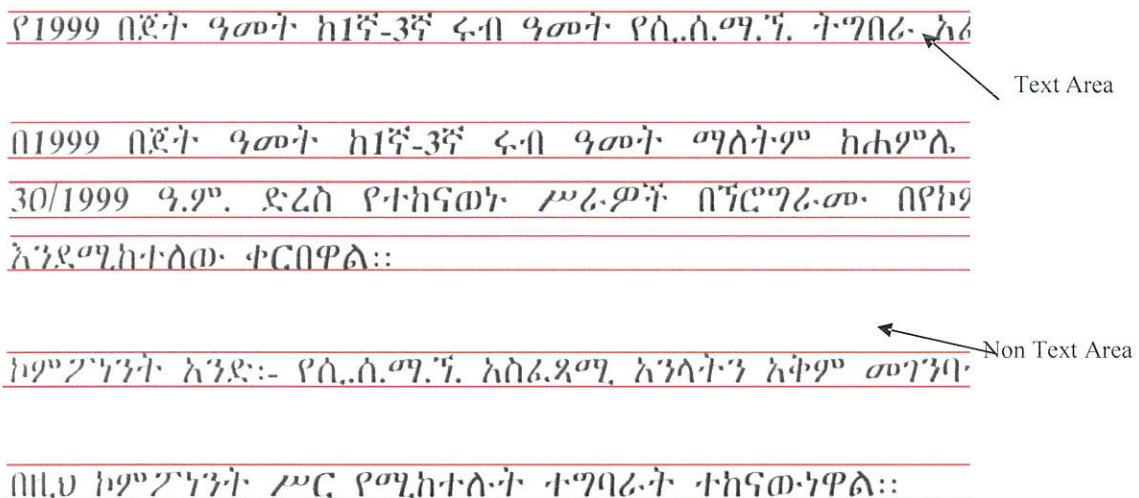 የ1999 በጀት ዓመት ከ1ኛ-3ኛ ሩብ ዓመት የሲ.ሰ.ማ.ኘ. ትግበራ
Text Area
በ1999 በጀት ዓመት ከ1ኛ-3ኛ ሩብ ዓመት ማለትም ከሐምሌ
30/1999 ዓ.ም. ድረስ የተከናወኑ ሥራዎች በኘሮግራሙ
እንደሚከተለው ቀርበዋል፡፡
Non Text Area
ኮምፖነንት አንድ፡- የሲ.ሰ.ማ.ኘ. አስፈጻሚ አንላትን አቅም
በዚህ ኮምፖነንት ሥር የሚከተሉት ተግባራት ተከናውነዋል፡፡